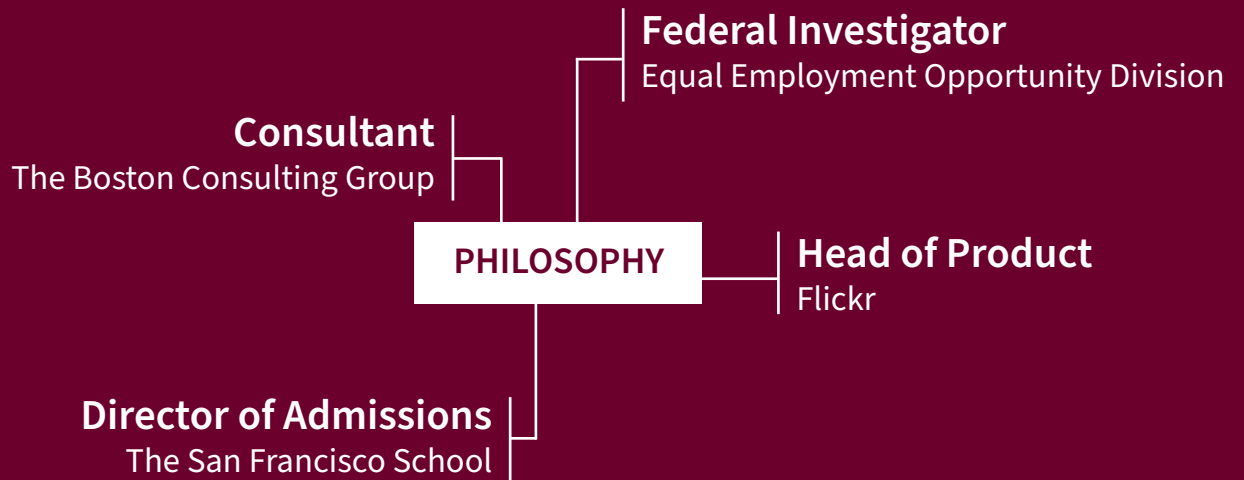 Federal Investigator
Equal Employment Opportunity Division
Consultant
The Boston Consulting Group
PHILOSOPHY
Head of Product
Flickr
Director of Admissions
The San Francisco School